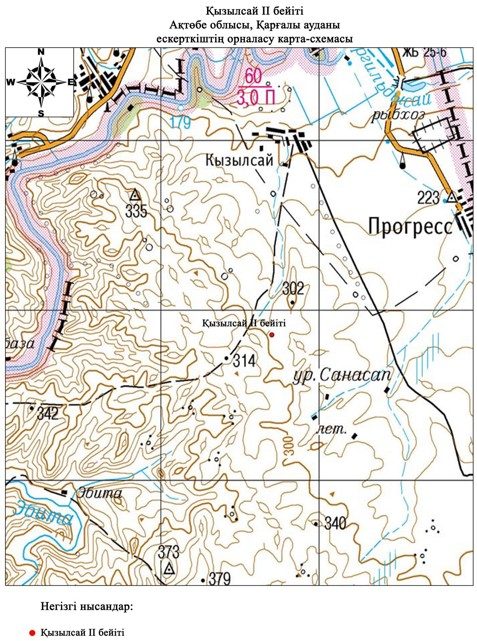 Қызылсай II бейіті
Ақтөбе облысы, Қарғалы ауданы
ескерткіштің орналасу карта-схемасы
N
W
S
ЖБ 25-6
60
3,0 П
179
рыбхоз
Кызылсай
223
335
Прогресс
302
Қызылсай II бейіті
база
314
ур. Санасап
342
лет.
300
Эбита
Эбита
340
373
379
Негізгі нысандар:
Қызылсай II бейіті